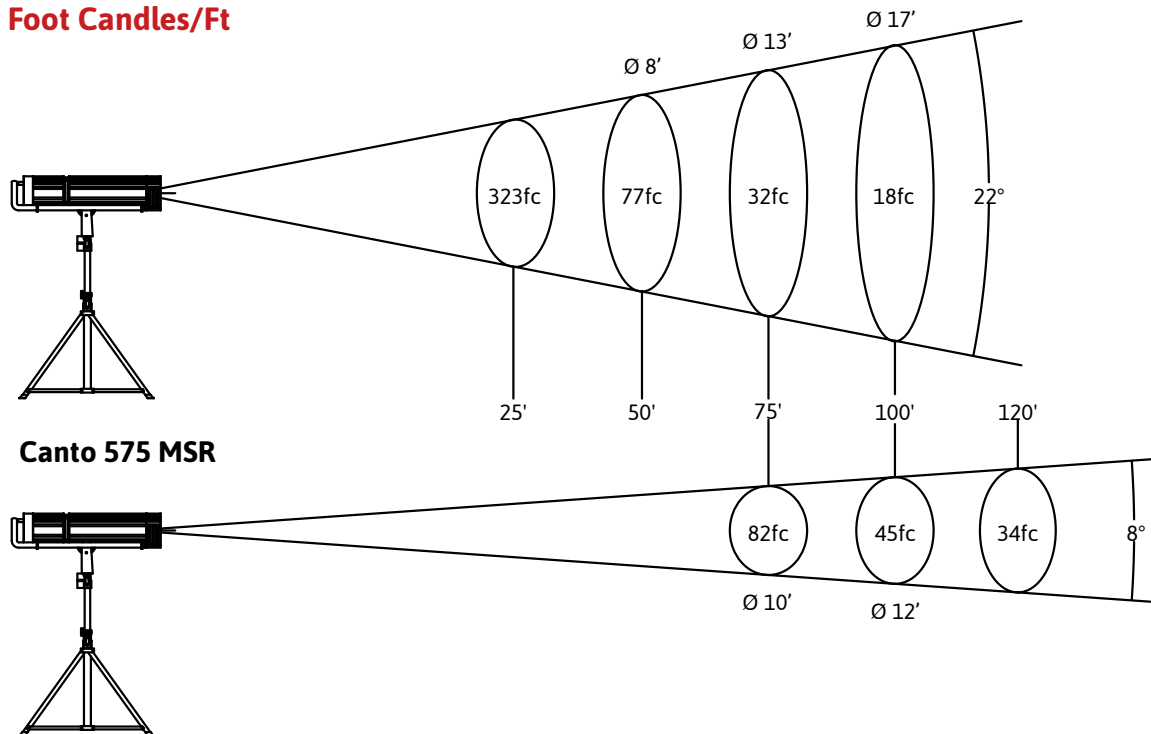 Foot Candles/Ft
Ø 17’
Ø 13’
Ø 8’
323fc 77fc 32fc 18fc 22°
25' 50' 75' 100' 120'
Canto 575 MSR
82fc 45fc 34fc 8°
Ø 10’ Ø 12’